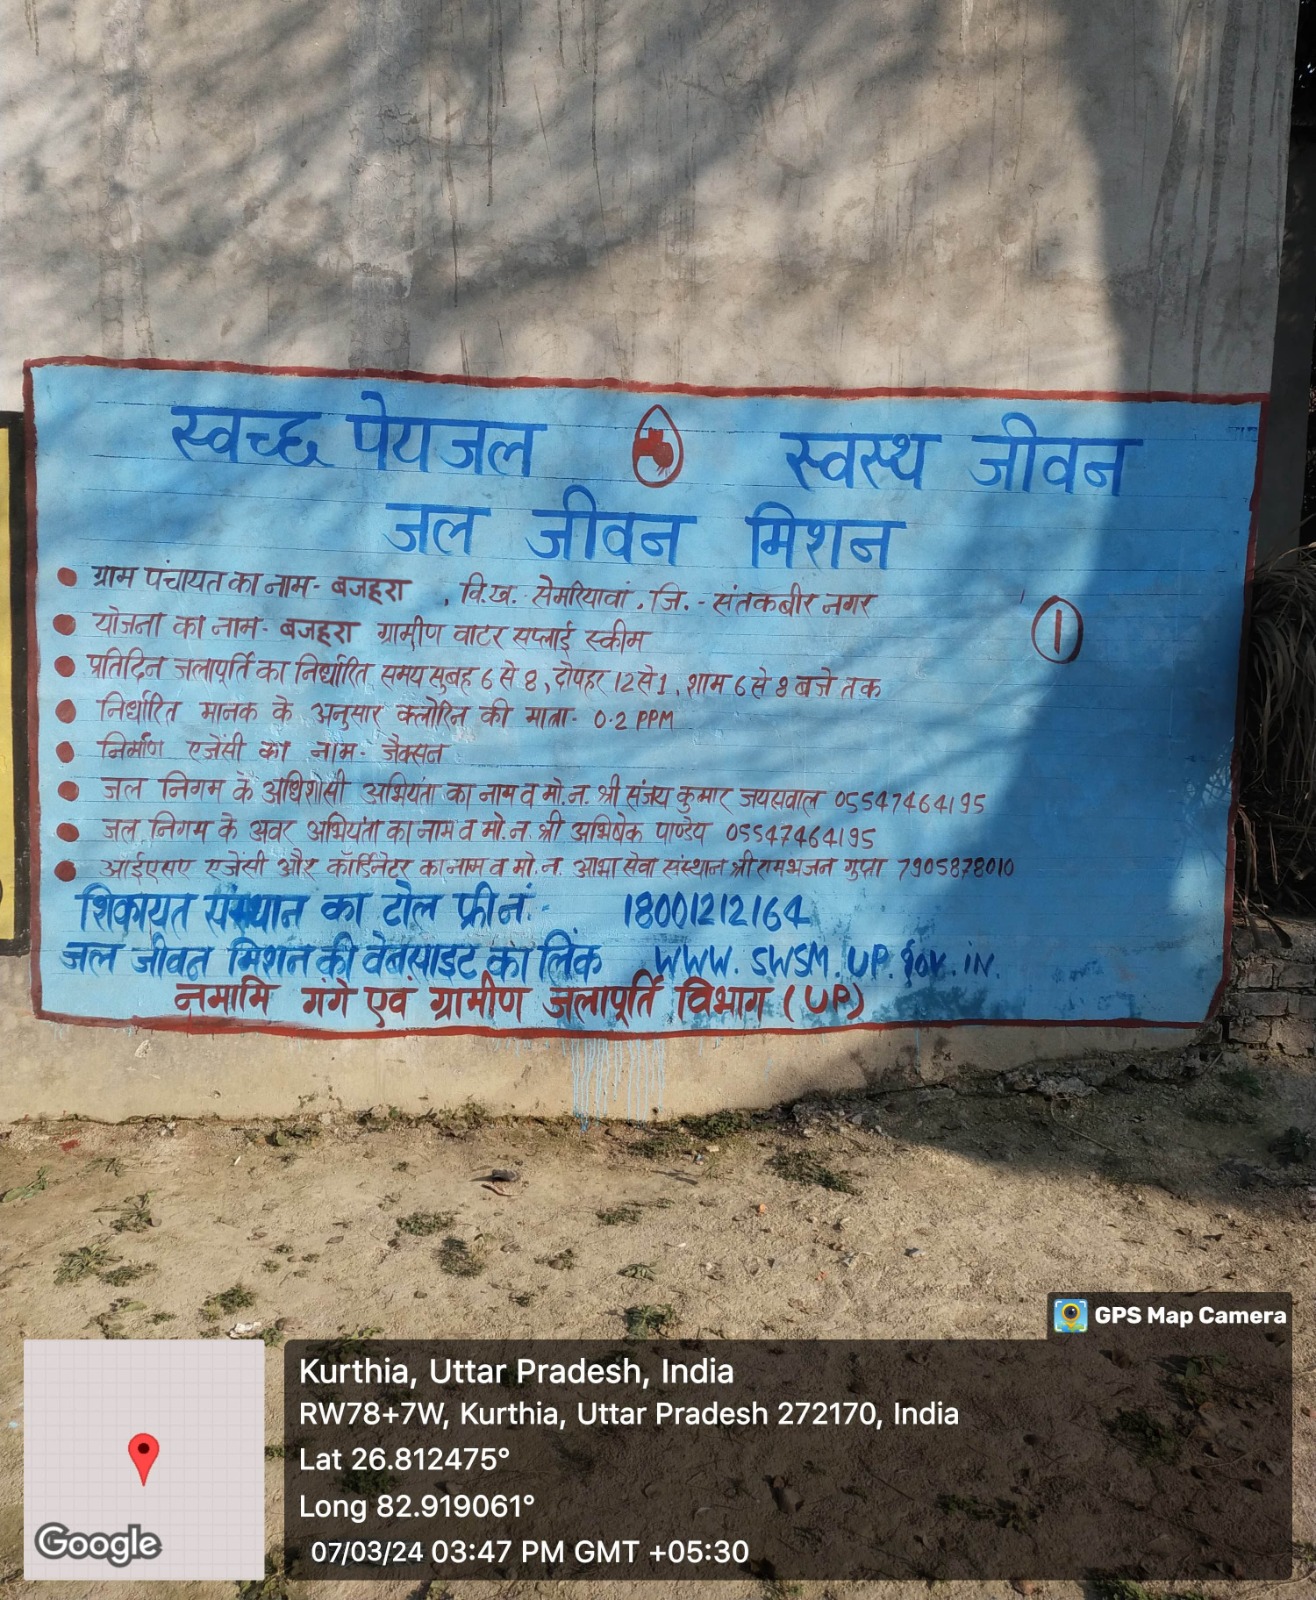 स्वच्छ पेयजल स्वस्थ जीवन
जल जीवन मिशन
ग्राम पंचायत का नाम- बजहरा , वि.ख.- सेमरियावां, जि.- संतकबीर नगर
1
योजना का नाम- बजहरा ग्रामीण वाटर सप्लाई स्कीम
प्रतिदिन जलापूर्ति का निर्धारित समय सुबह 6 से 8, दोपहर 12 से 1, शाम 6 से 8 बजे तक
निर्धारित मानक के अनुसार क्लोरिन की मात्रा- 0.2 PPM
निर्माण एजेंसी का नाम- जैक्सन
जल निगम के अधिशासी अभियंता का नाम व मो.न. श्री संजय कुमार जयसवाल 05547464195
जल निगम के अवर अभियंता का नाम व मो.न. श्री अभिषेक पाण्डेय 05547464195
आईएसए एजेंसी और कॉर्डिनेटर का नाम व मो.न. आभा सेवा संस्थान श्री रामभजन गुप्ता 7905878010
शिकायत संस्थान का टोल फ्री नं.- 18001212164
जल जीवन मिशन की वेबसाइट का लिंक WWW.SWSM.UP.gov.iN.
नमामि गंगे एवं ग्रामीण जलापूर्ति विभाग (UP)
GPS Map Camera
Kurthia, Uttar Pradesh, India
RW78+7W, Kurthia, Uttar Pradesh 272170, India
Lat 26.812475°
Long 82.919061°
07/03/24 03:47 PM GMT +05:30
Google